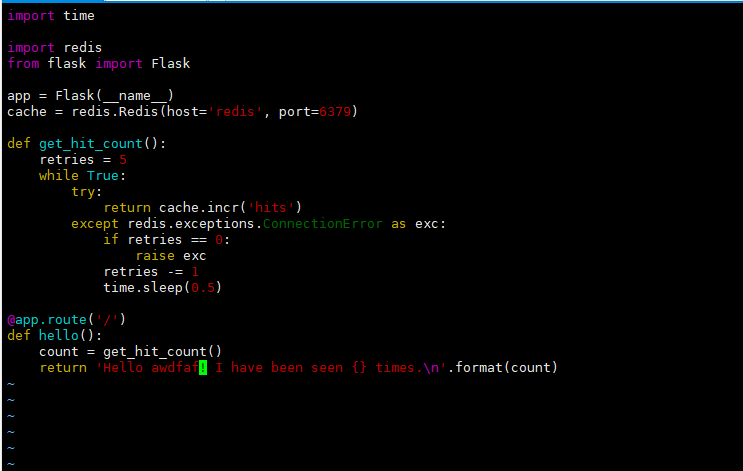 import time

import redis
from flask import Flask

app = Flask(__name__)
cache = redis.Redis(host='redis', port=6379)

def get_hit_count():
    retries = 5
    while True:
        try:
            return cache.incr('hits')
        except redis.exceptions.ConnectionError as exc:
            if retries == 0:
                raise exc
            retries -= 1
            time.sleep(0.5)

@app.route('/')
def hello():
    count = get_hit_count()
    return 'Hello awdfaf! I have been seen {} times.\n'.format(count)
~
~
~
~
~
~